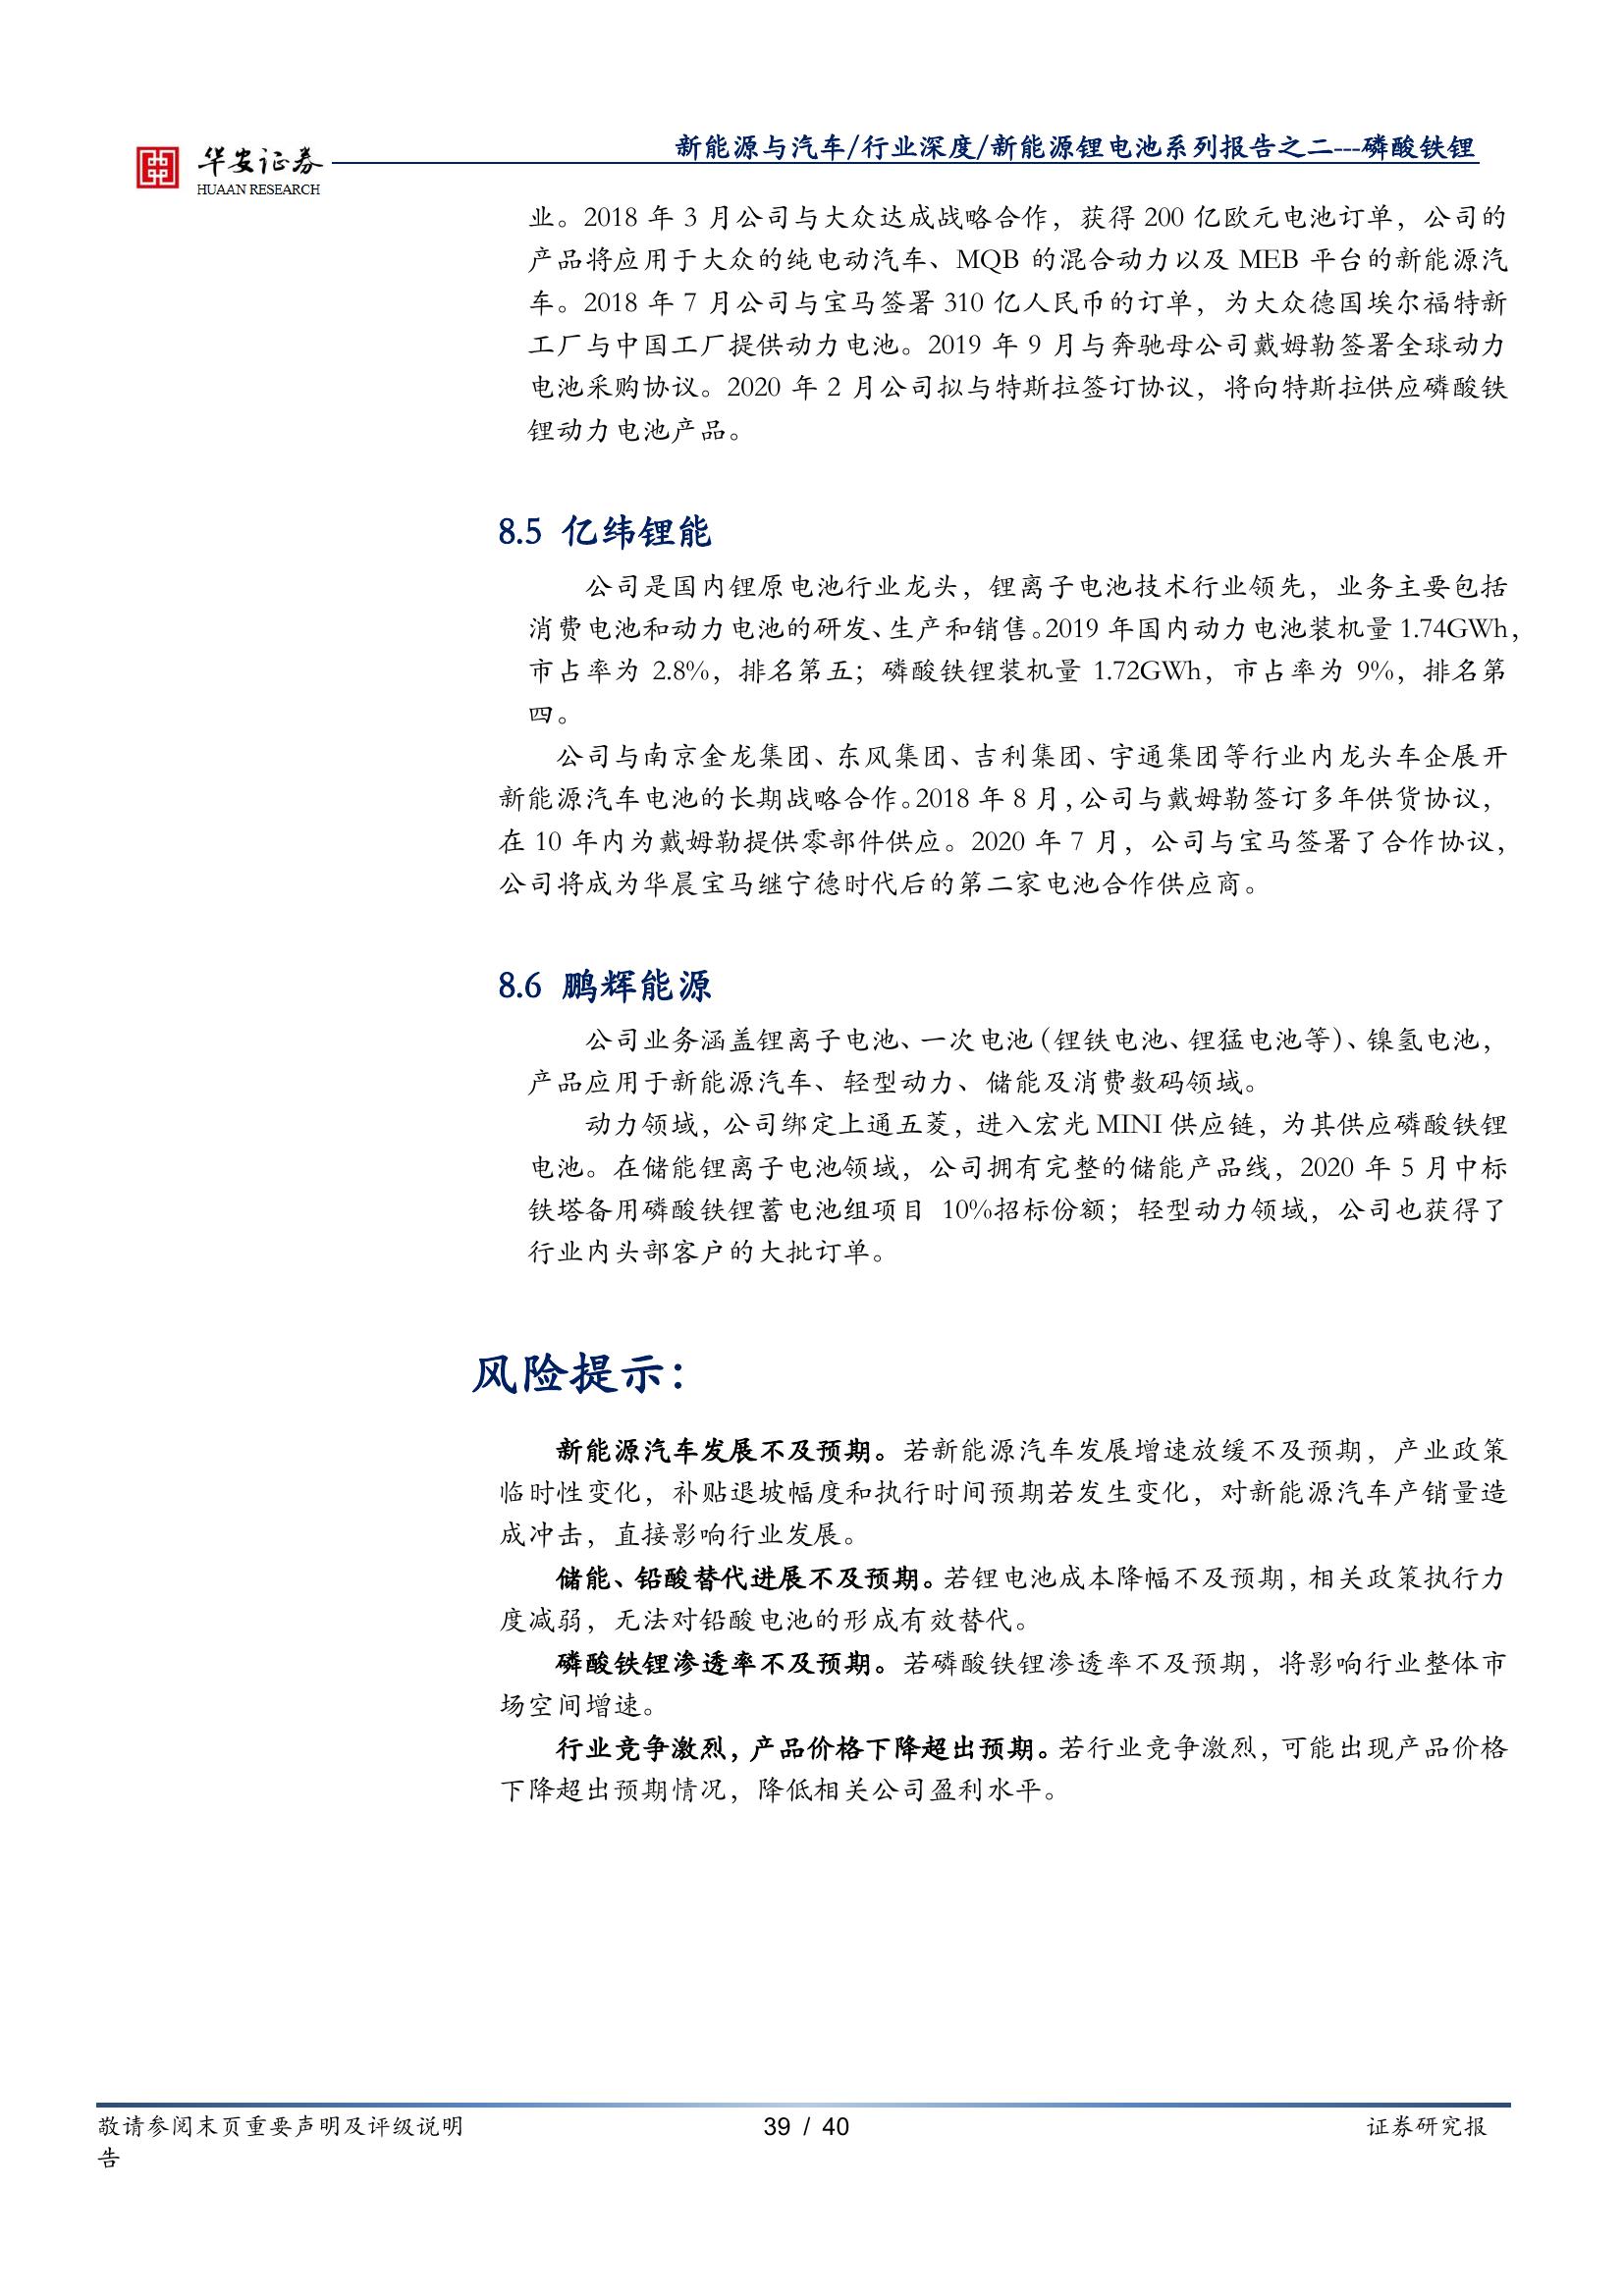 华安证券
HUAAN RESEARCH
新能源与汽车/行业深度/新能源锂电池系列报告之二---磷酸铁锂
业。2018 年 3 月公司与大众达成战略合作，获得 200 亿欧元电池订单，公司的
产品将应用于大众的纯电动汽车、MQB 的混合动力以及 MEB 平台的新能源汽
车。2018 年 7 月公司与宝马签署 310 亿人民币的订单，为大众德国埃尔福特新
工厂与中国工厂提供动力电池。2019 年 9 月与奔驰母公司戴姆勒签署全球动力
电池采购协议。2020 年 2 月公司拟与特斯拉签订协议，将向特斯拉供应磷酸铁
锂动力电池产品。
8.5 亿纬锂能
公司是国内锂原电池行业龙头，锂离子电池技术行业领先，业务主要包括
消费电池和动力电池的研发、生产和销售。2019 年国内动力电池装机量 1.74GWh，
市占率为 2.8%，排名第五；磷酸铁锂装机量 1.72GWh，市占率为 9%，排名第
四。
公司与南京金龙集团、东风集团、吉利集团、宇通集团等行业内龙头车企展开
新能源汽车电池的长期战略合作。2018 年 8 月，公司与戴姆勒签订多年供货协议，
在 10 年内为戴姆勒提供零部件供应。2020 年 7 月，公司与宝马签署了合作协议，
公司将成为华晨宝马继宁德时代后的第二家电池合作供应商。
8.6 鹏辉能源
公司业务涵盖锂离子电池、一次电池（锂铁电池、锂猛电池等）、镍氢电池，
产品应用于新能源汽车、轻型动力、储能及消费数码领域。
动力领域，公司绑定上通五菱，进入宏光 MINI 供应链，为其供应磷酸铁锂
电池。在储能锂离子电池领域，公司拥有完整的储能产品线，2020 年 5 月中标
铁塔备用磷酸铁锂蓄电池组项目 10%招标份额；轻型动力领域，公司也获得了
行业内头部客户的大批订单。
风险提示：
新能源汽车发展不及预期。若新能源汽车发展增速放缓不及预期，产业政策
临时性变化，补贴退坡幅度和执行时间预期若发生变化，对新能源汽车产销量造
成冲击，直接影响行业发展。
储能、铅酸替代进展不及预期。若锂电池成本降幅不及预期，相关政策执行力
度减弱，无法对铅酸电池的形成有效替代。
磷酸铁锂渗透率不及预期。若磷酸铁锂渗透率不及预期，将影响行业整体市
场空间增速。
行业竞争激烈，产品价格下降超出预期。若行业竞争激烈，可能出现产品价格
下降超出预期情况，降低相关公司盈利水平。
敬请参阅末页重要声明及评级说明 39 / 40 证券研究报
告